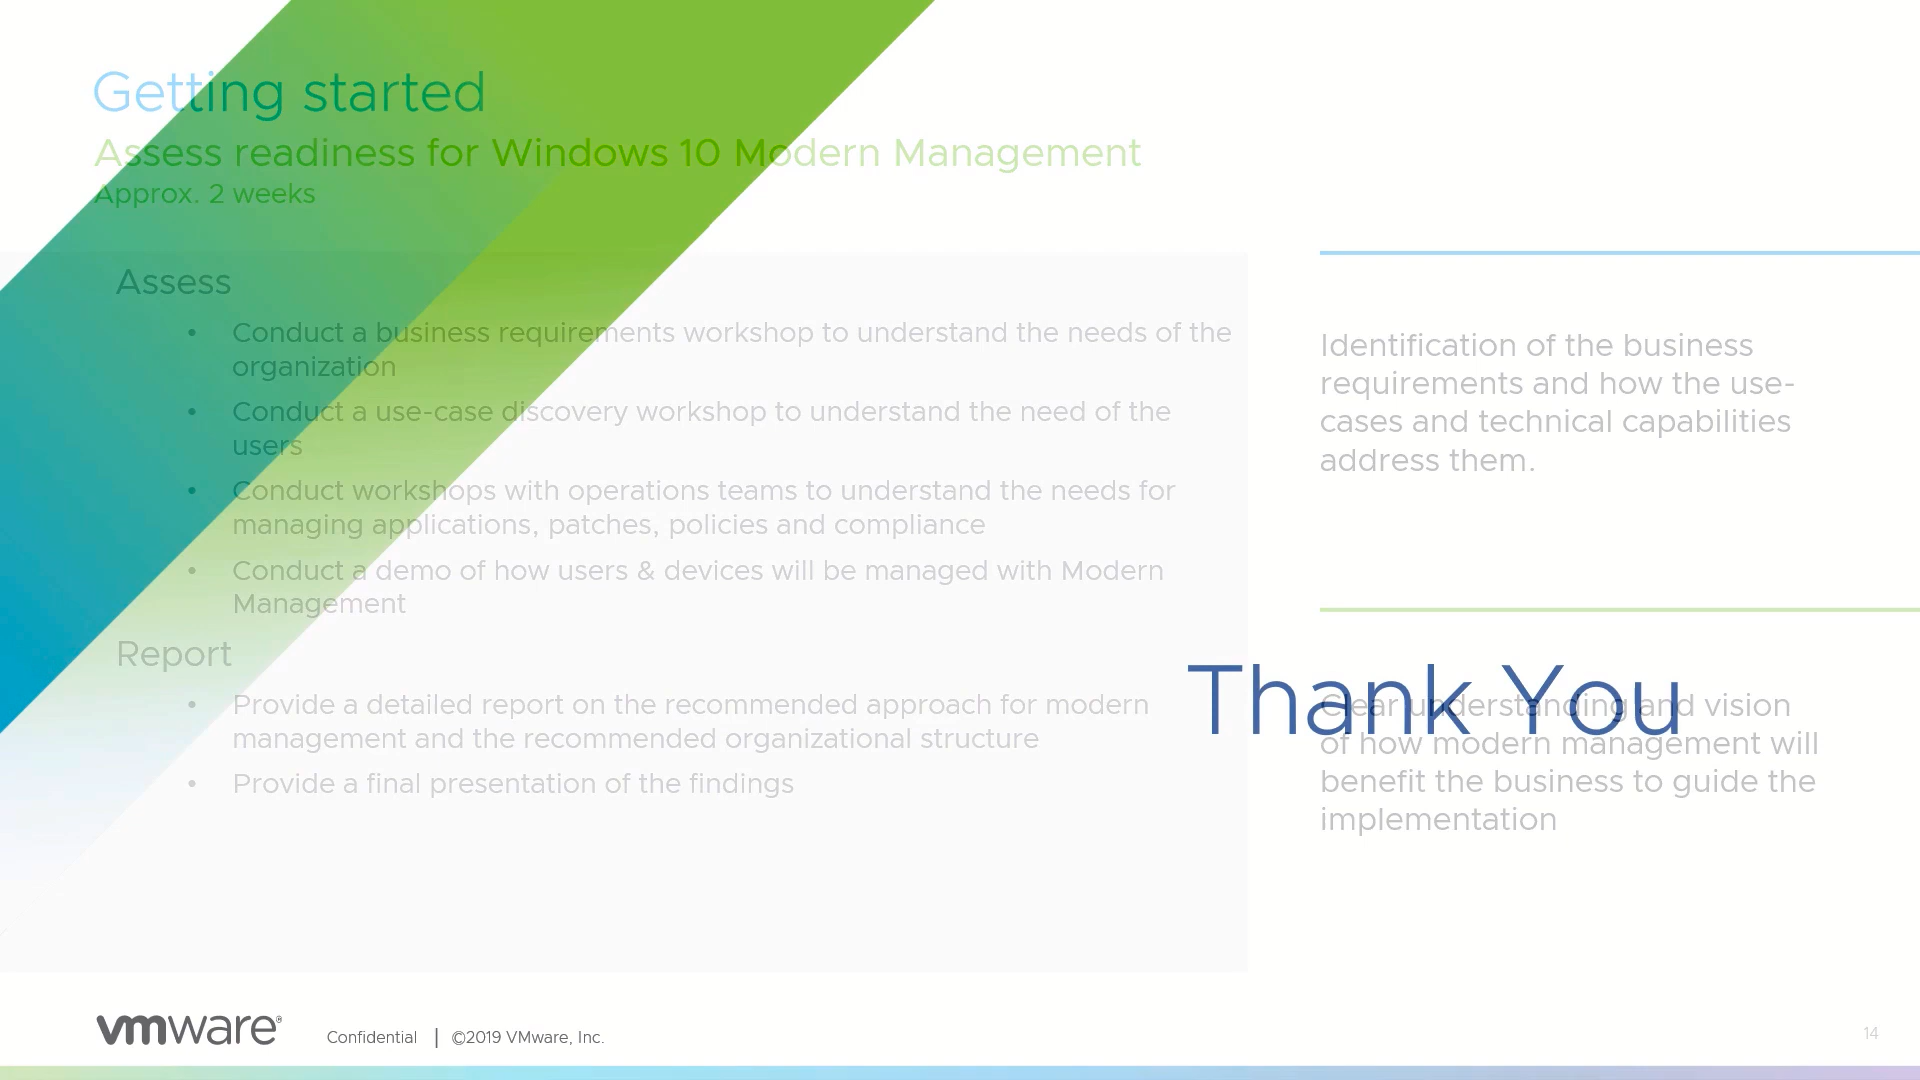 Getting started
Assess readiness for Windows 10 Modern Management
Approx. 2 weeks
Assess
• Conduct a business requirements workshop to understand the needs of the
organization
• Conduct a use-case discovery workshop to understand the need of the
users
• Conduct workshops with operations teams to understand the needs for
managing applications, patches, policies and compliance
• Conduct a demo of how users & devices will be managed with Modern
Management
Report
• Provide a detailed report on the recommended approach for modern
management and the recommended organizational structure
• Provide a final presentation of the findings
Identification of the business
requirements and how the use-
cases and technical capabilities
address them.
Thank You
Clear understanding and vision
of how modern management will
benefit the business to guide the
implementation
vmware®
Confidential | ©2019 VMware, Inc.
14